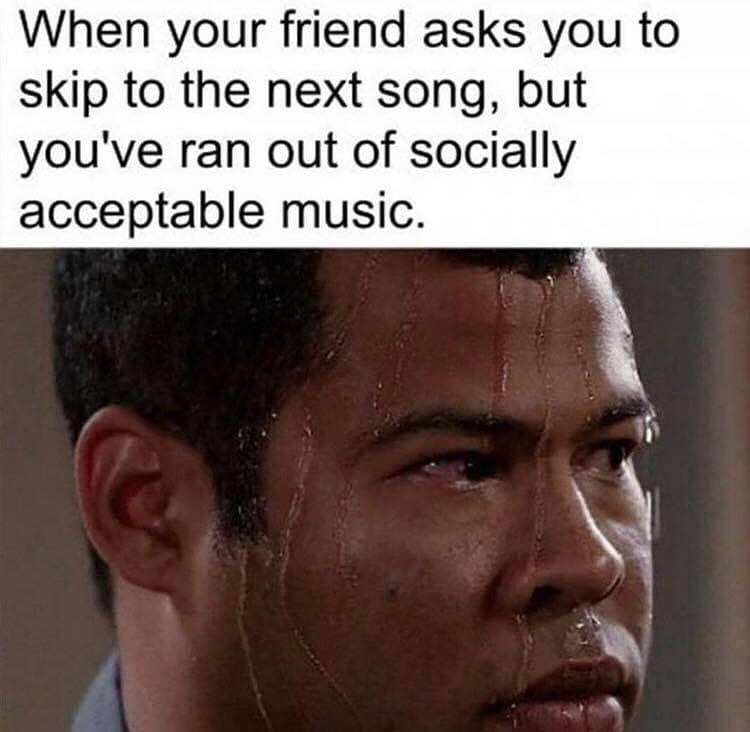 When your friend asks you to
skip to the next song, but
you've ran out of socially
acceptable music.